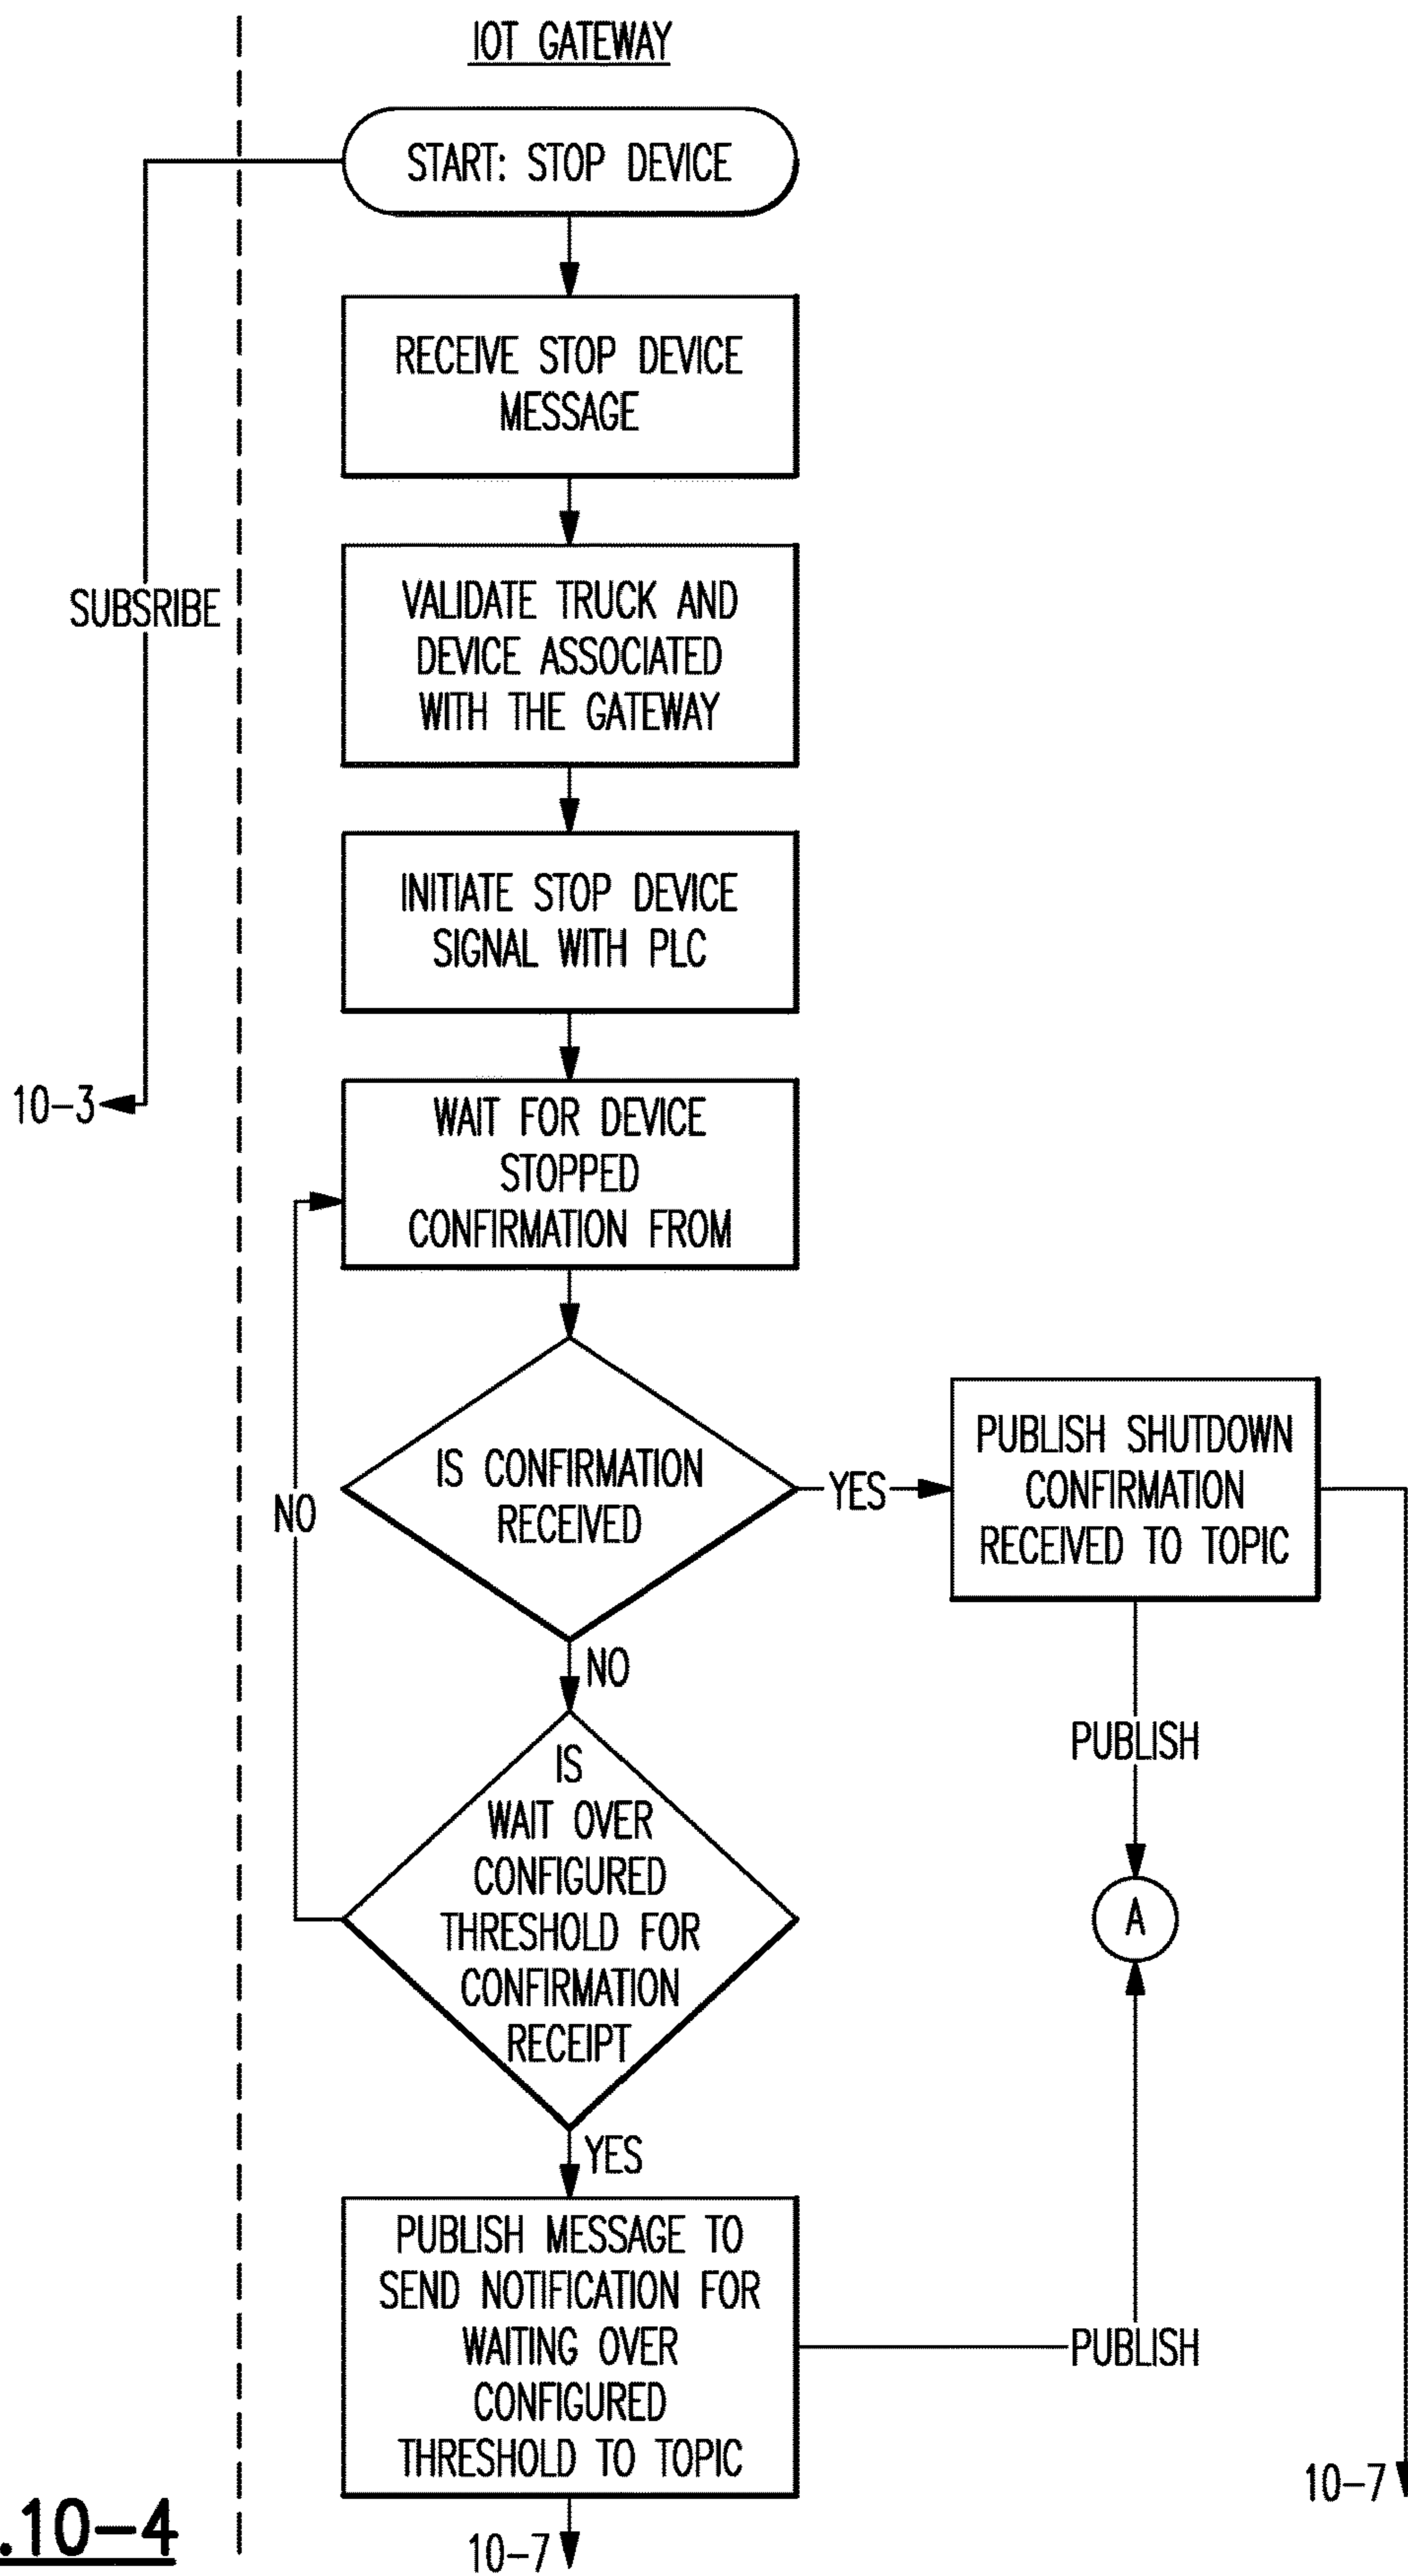 IOT GATEWAY
START: STOP DEVICE
RECEIVE STOP DEVICE
MESSAGE
VALIDATE TRUCK AND
DEVICE ASSOCIATED
WITH THE GATEWAY
SUBSRIBE
INITIATE STOP DEVICE
SIGNAL WITH PLC
10-3
WAIT FOR DEVICE
STOPPED
CONFIRMATION FROM
IS CONFIRMATION
RECEIVED
YES
PUBLISH SHUTDOWN
CONFIRMATION
RECEIVED TO TOPIC
NO
NO
PUBLISH
IS
WAIT OVER
CONFIGURED
THRESHOLD FOR
CONFIRMATION
RECEIPT
A
YES
PUBLISH MESSAGE TO
SEND NOTIFICATION FOR
WAITING OVER
CONFIGURED
THRESHOLD TO TOPIC
PUBLISH
10-7
10-7
.10-4